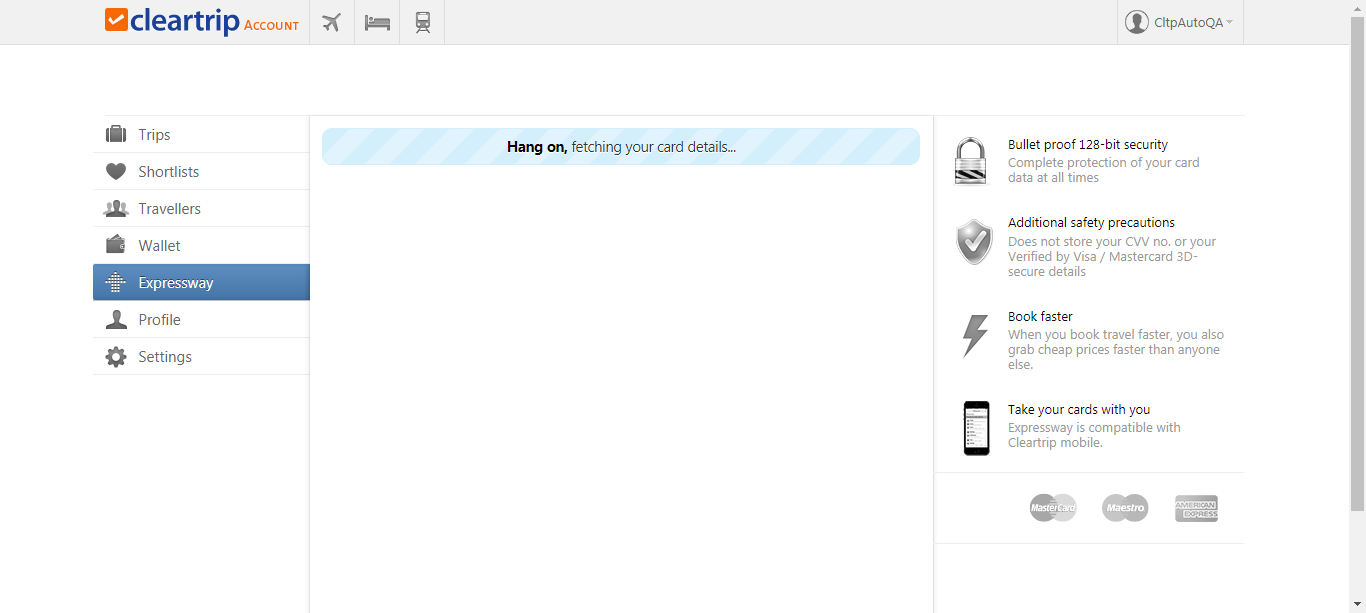 cleartrip ACCOUNT
CltpAutoQA
Trips
Shortlists
Travellers
Wallet
Expressway
Profile
Settings
Hang on, fetching your card details...
Bullet proof 128-bit security
Complete protection of your card
data at all times
Additional safety precautions
Does not store your CVV no. or your
Verified by Visa / Mastercard 3D-
secure details
Book faster
When you book travel faster, you also
grab cheap prices faster than anyone
else.
Take your cards with you
Expressway is compatible with
Cleartrip mobile.
MasterCard
Maestro
AMERICAN
EXPRESS